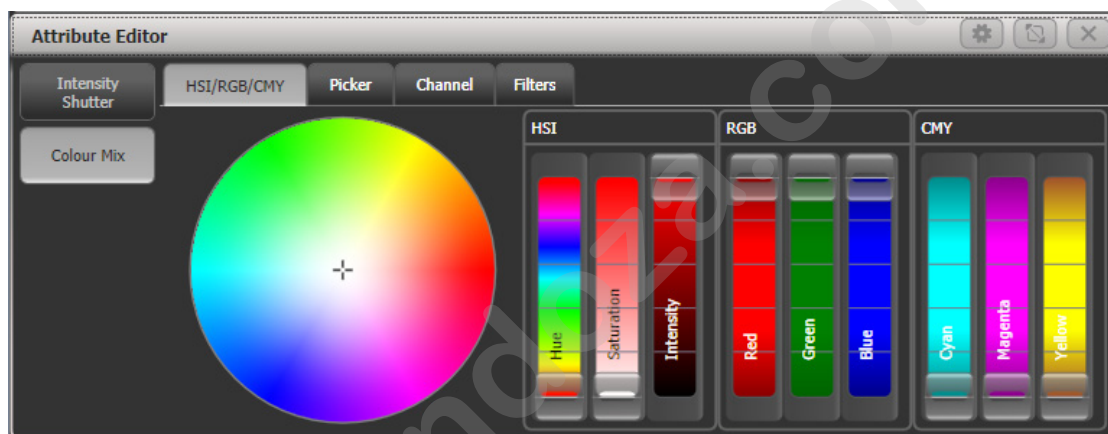 Attribute Editor
Intensity
Shutter
Colour Mix
HSI/RGB/CMY
Picker
Channel
Filters
HSI
RGB
CMY
Hue
Saturation
Intensity
Red
Green
Blue
Cyan
Magenta
Yellow